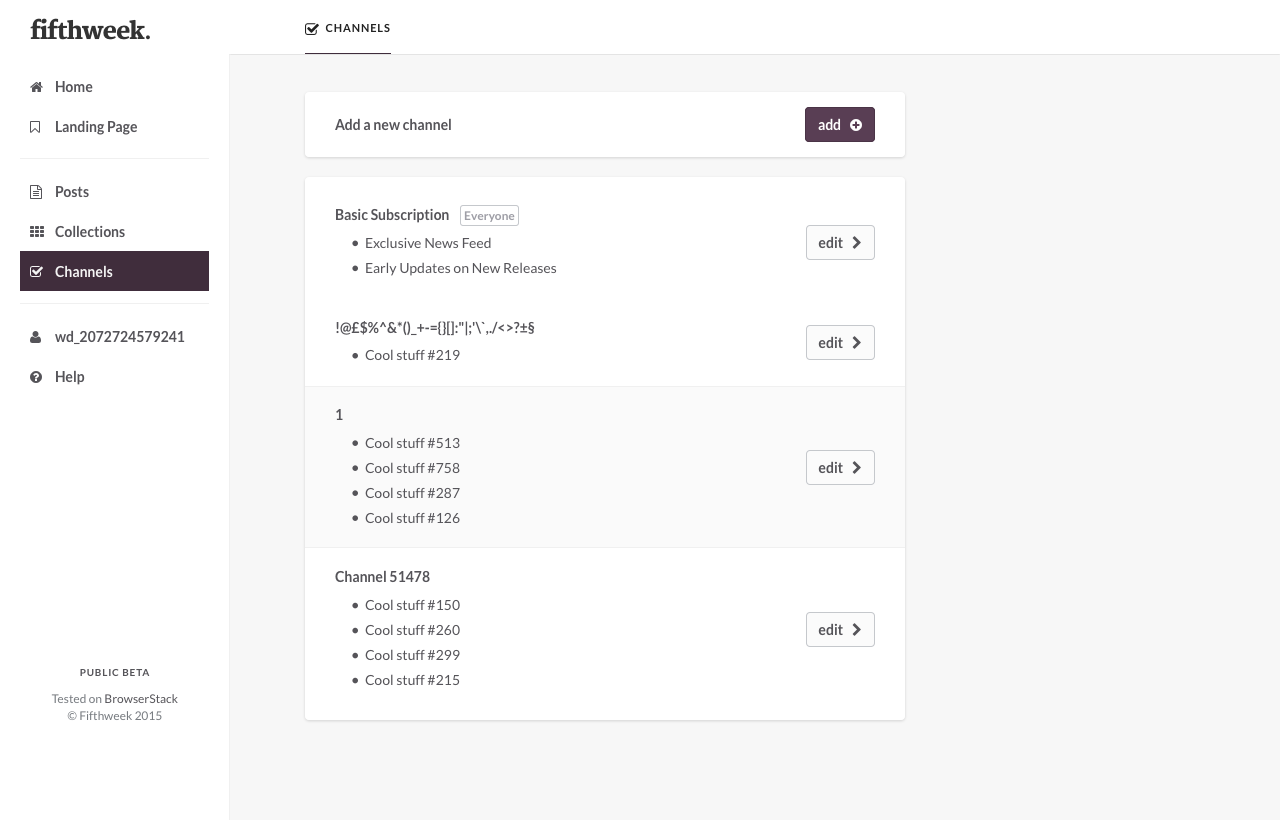 fifthweek.
CHANNELS
Home
Landing Page
Posts
Collections
Channels
wd_2072724579241
Help
PUBLIC BETA
Tested on BrowserStack
© Fifthweek 2015
Add a new channel
add
Basic Subscription Everyone
• Exclusive News Feed
• Early Updates on New Releases
edit
!@£$%^&*()_+-={}[]:"|;'\`,./<>?±§
• Cool stuff #219
edit
1
• Cool stuff #513
• Cool stuff #758
• Cool stuff #287
• Cool stuff #126
edit
Channel 51478
• Cool stuff #150
• Cool stuff #260
• Cool stuff #299
• Cool stuff #215
edit